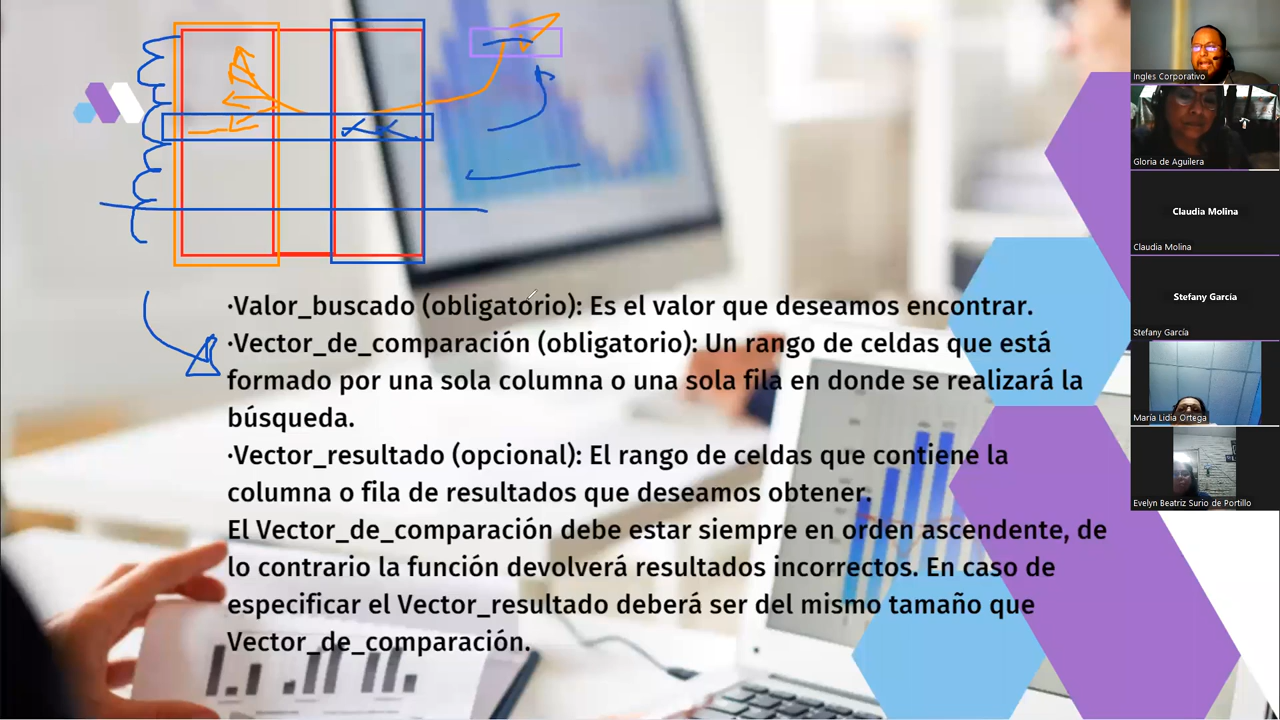 ·Valor_buscado (obligatorio): Es el valor que deseamos encontrar.
·Vector_de_comparación (obligatorio): Un rango de celdas que está
formado por una sola columna o una sola fila en donde se realizará la
búsqueda.
·Vector_resultado (opcional): El rango de celdas que contiene la
columna o fila de resultados que deseamos obtener.
El Vector_de_comparación debe estar siempre en orden ascendente, de
lo contrario la función devolverá resultados incorrectos. En caso de
especificar el Vector_resultado deberá ser del mismo tamaño que
Vector_de_comparación.
Ingles Corporativo
Gloria de Aguilera
Claudia Molina
Claudia Molina
Stefany García
Stefany García
María Lidia Ortega
Evelyn Beatriz Surio de Portillo